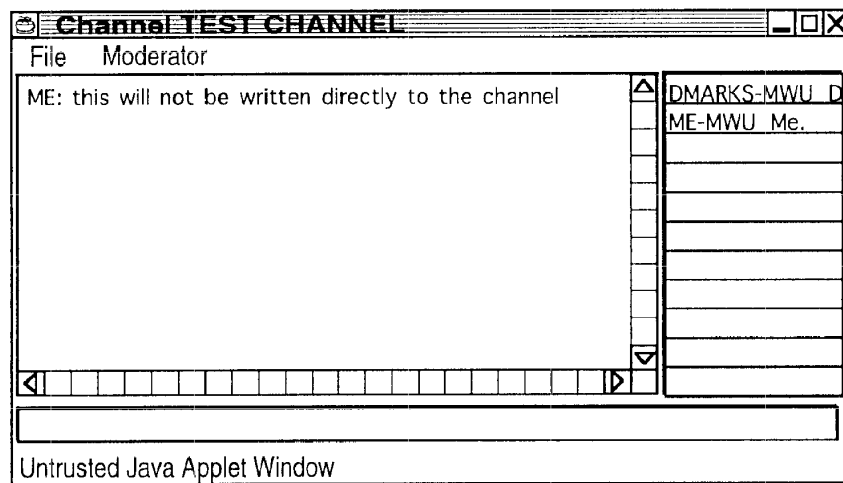 Channel TEST CHANNEL
File Moderator
ME: this will not be written directly to the channel
DMARKS-MWU D
ME-MWU Me.
Untrusted Java Applet Window